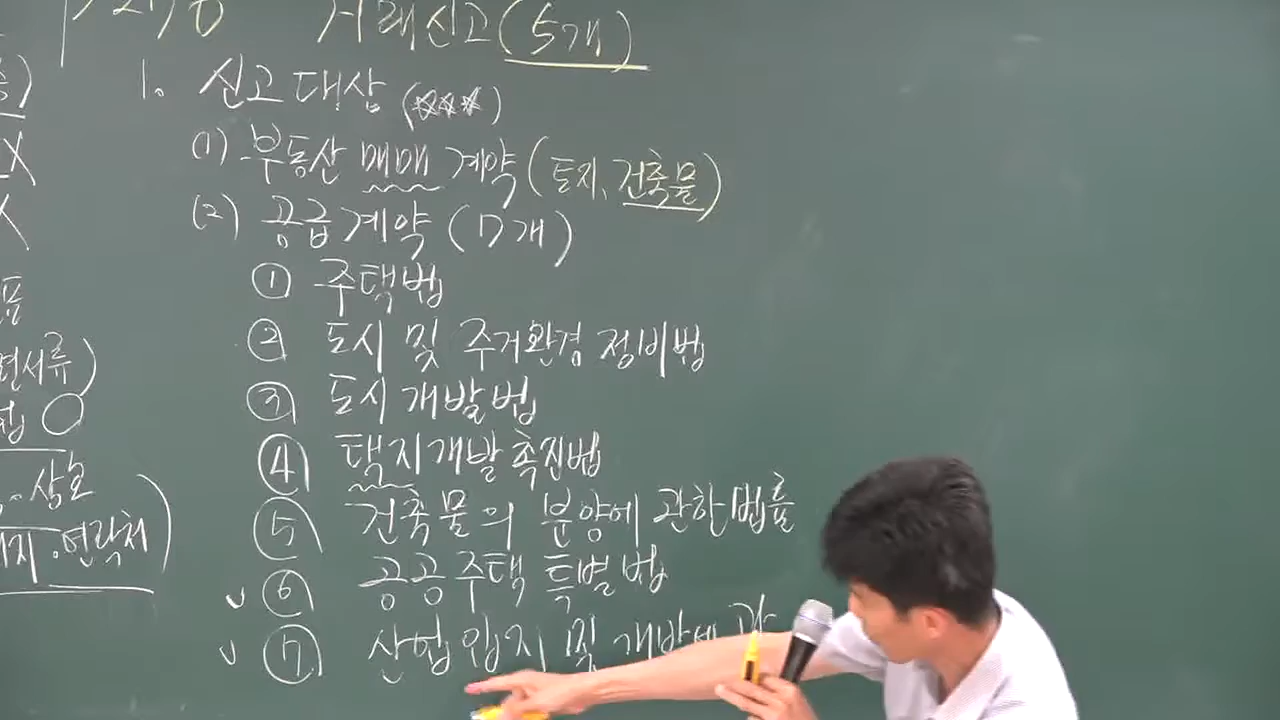 거래신고(5개)
1. 신고대상 (☆☆☆)
(1) 부동산 매매 계약 (토지, 건축물)
(2) 공급계약 (7개)
① 주택법
② 도시 및 주거환경 정비법
③ 도시개발법
④ 택지개발촉진법
⑤ 건축물의 분양에 관한법률
⑥ 공공주택 특별법
⑦ 산업입지 및 개발에 관
X
X
서류)
법 ○
상호
연락처)